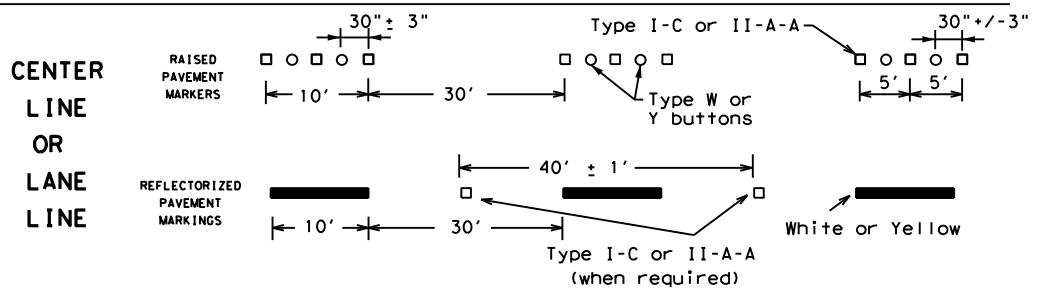 CENTER
LINE
OR
LANE
LINE
RAISED
PAVEMENT
MARKERS
30" ± 3"
10'
30'
Type I-C or II-A-A
Type W or
Y buttons
30"+/-3"
5'
5'
REFLECTORIZED
PAVEMENT
MARKINGS
10'
30'
40' ± 1'
Type I-C or II-A-A
(when required)
White or Yellow